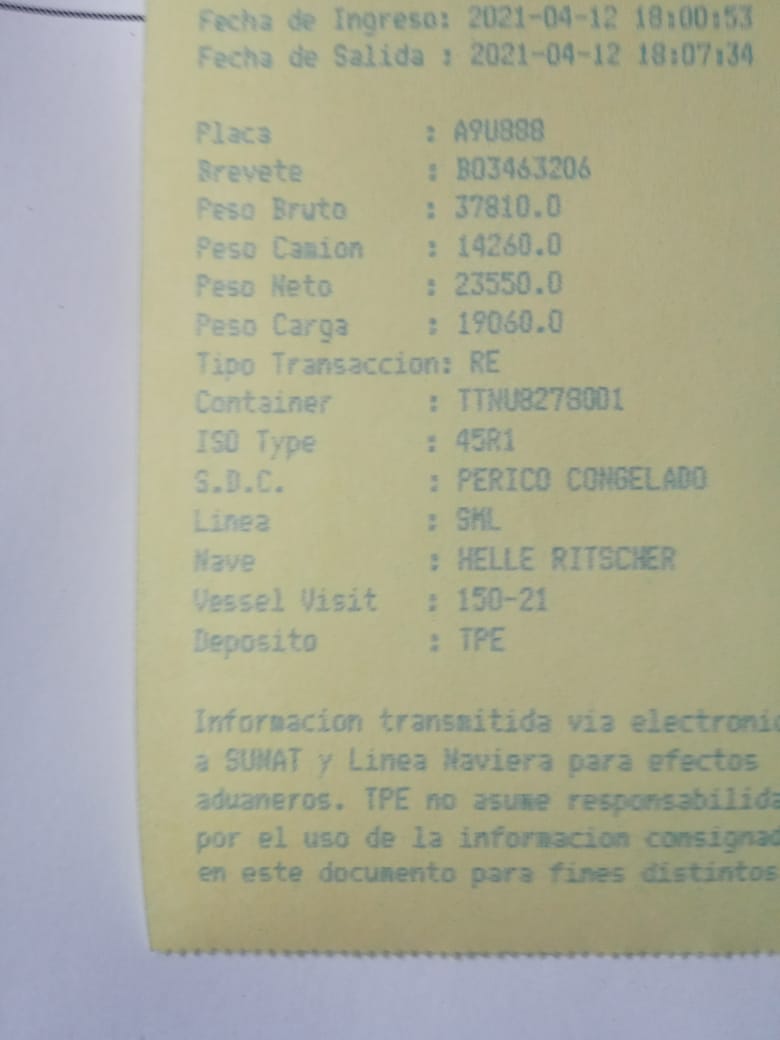 Fecha de Ingreso: 2021-04-12 18:00:53
Fecha de Salida : 2021-04-12 18:07:34
Placa : A9U888
Brevete : B03463206
Peso Bruto : 37810.0
Peso Camion : 14260.0
Peso Neto : 23550.0
Peso Carga : 19060.0
Tipo Transaccion: RE
Container : TTNU8278001
ISO Type : 45R1
S.D.C. : PERICO CONGELADO
Linea : SML
Nave : HELLE RITSCHER
Vessel Visit : 150-21
Deposito : TPE
Informacion transmitida via electronic
a SUNAT y Linea Naviera para efectos
aduaneros. TPE no asume responsabilida
por el uso de la informacion consignad
en este documento para fines distintos